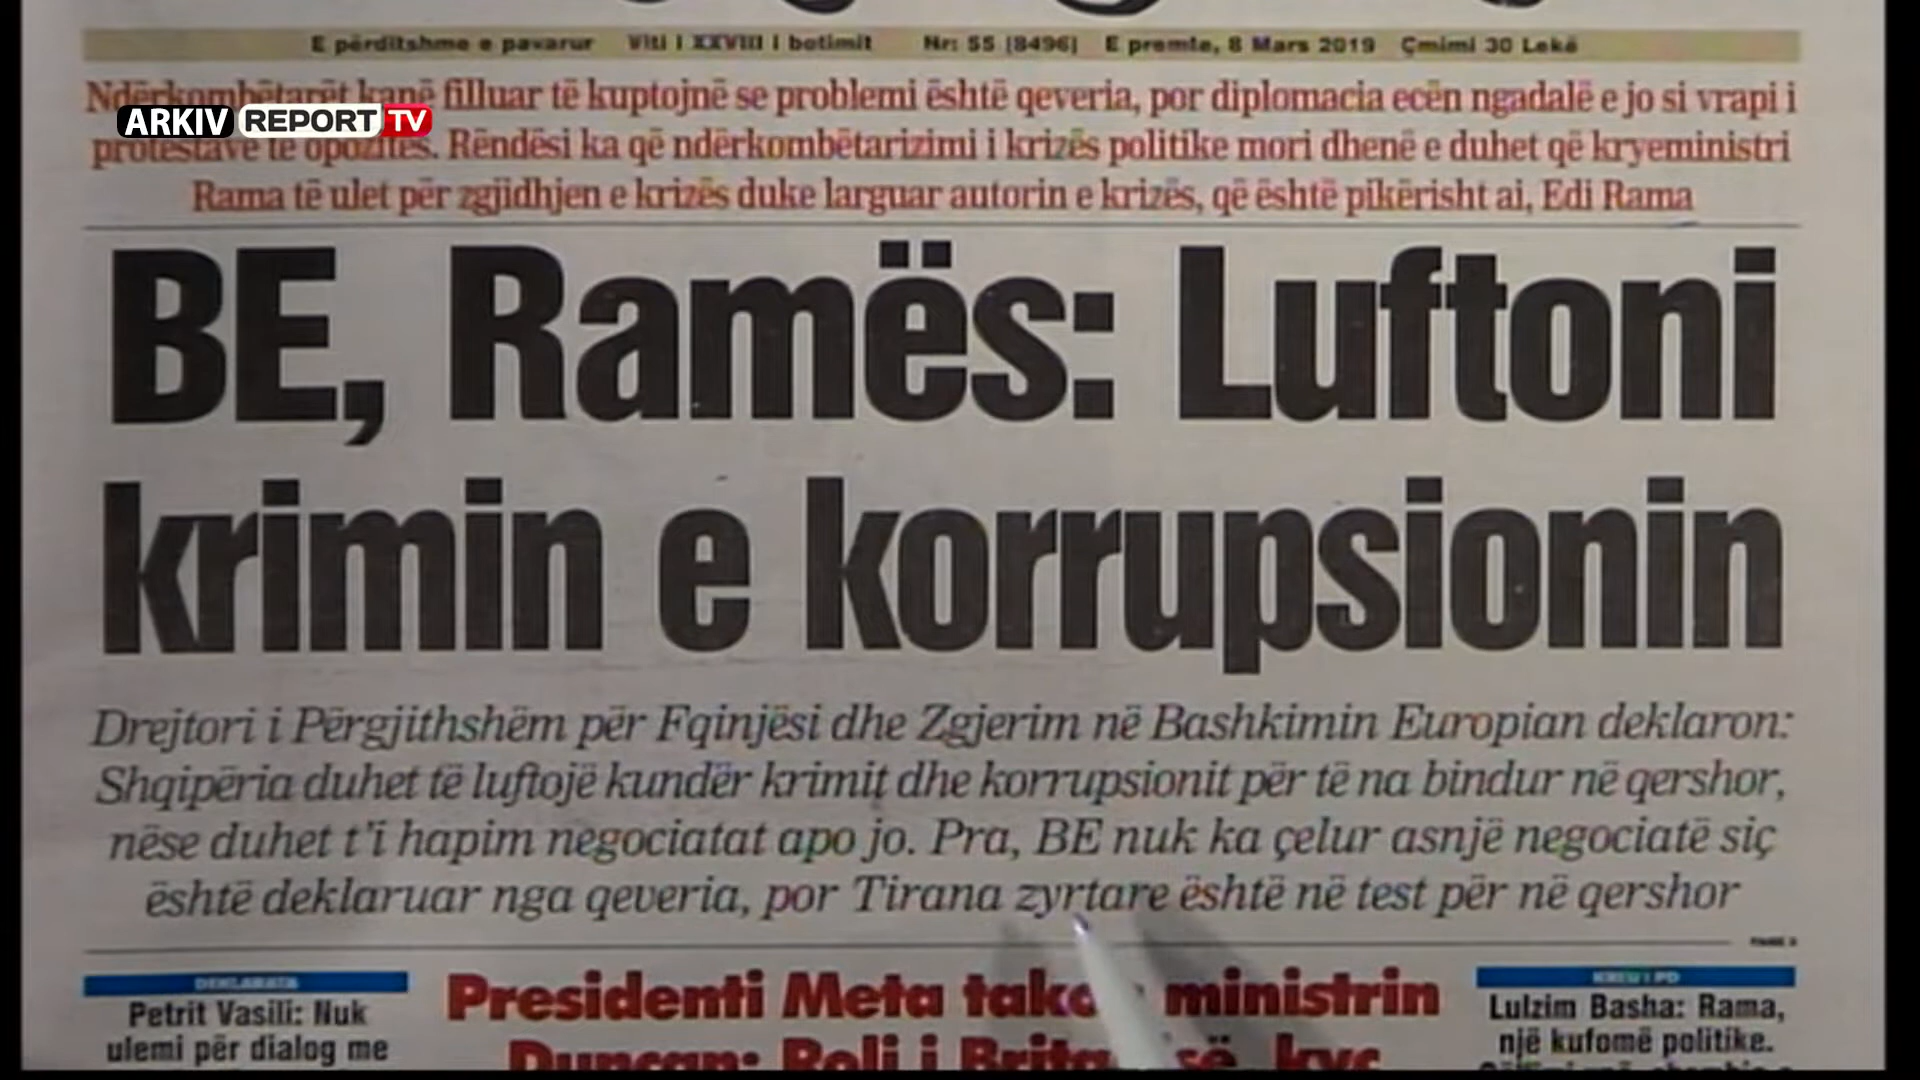 E përditshme e pavarur Viti I XXVIII I botimit Nr: 55 (8496) E premte, 8 Mars 2019 Çmimi 30 Lekë
Ndërkombëtarët kanë filluar të kuptojnë se problemi është qeveria, por diplomacia ecën ngadalë e jo si vrapi i
ARKIV REPORT TV
protestave të opozitës. Rëndësi ka që ndërkombëtarizimi i krizës politike mori dhenë e duhet që kryeministri
Rama të ulet për zgjidhjen e krizës duke larguar autorin e krizës, që është pikërisht ai, Edi Rama
BE, Ramës: Luftoni
krimin e korrupsionin
Drejtori i Përgjithshëm për Fqinjësi dhe Zgjerim në Bashkimin Europian deklaron:
Shqipëria duhet të luftojë kundër krimit dhe korrupsionit për të na bindur në qershor,
nëse duhet t'i hapim negociatat apo jo. Pra, BE nuk ka çelur asnjë negociatë siç
është deklaruar nga qeveria, por Tirana zyrtare është në test për në qershor
DEKLARATA
Petrit Vasili: Nuk
ulemi për dialog me
Presidenti Meta ministrin
Duncan: Roli i kyç
KREU I PD
Lulzim Basha: Rama,
një kufomë politike.